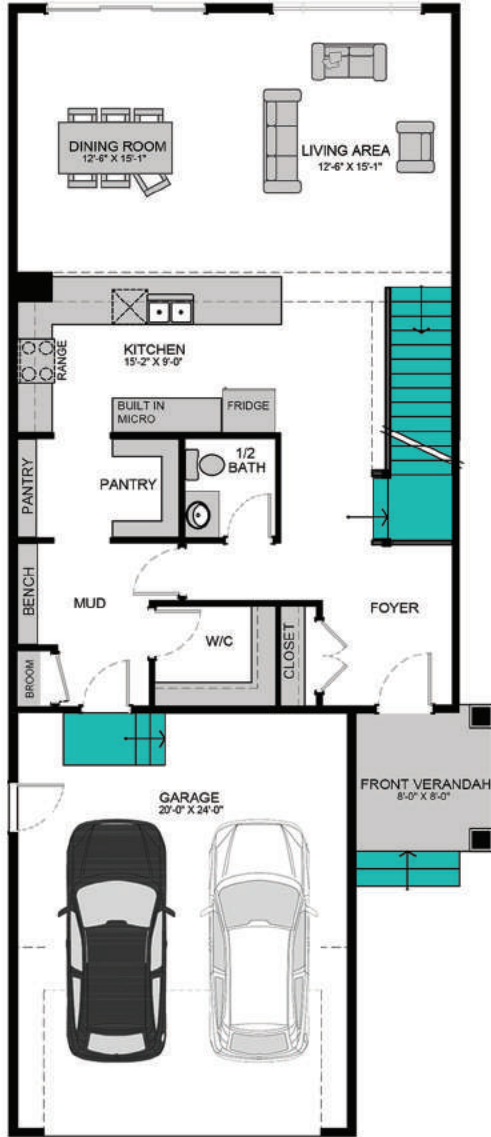 DINING ROOM
12'-6" X 15'-1"
LIVING AREA
12'-6" X 15'-1"
KITCHEN
15'-2" X 9'-0"
RANGE
BUILT IN
MICRO
FRIDGE
PANTRY
PANTRY
1/2
BATH
BENCH
MUD
W/C
CLOSET
FOYER
BROOM
GARAGE
20'-0" X 24'-0"
FRONT VERANDAH
8'-0" X 8'-0"